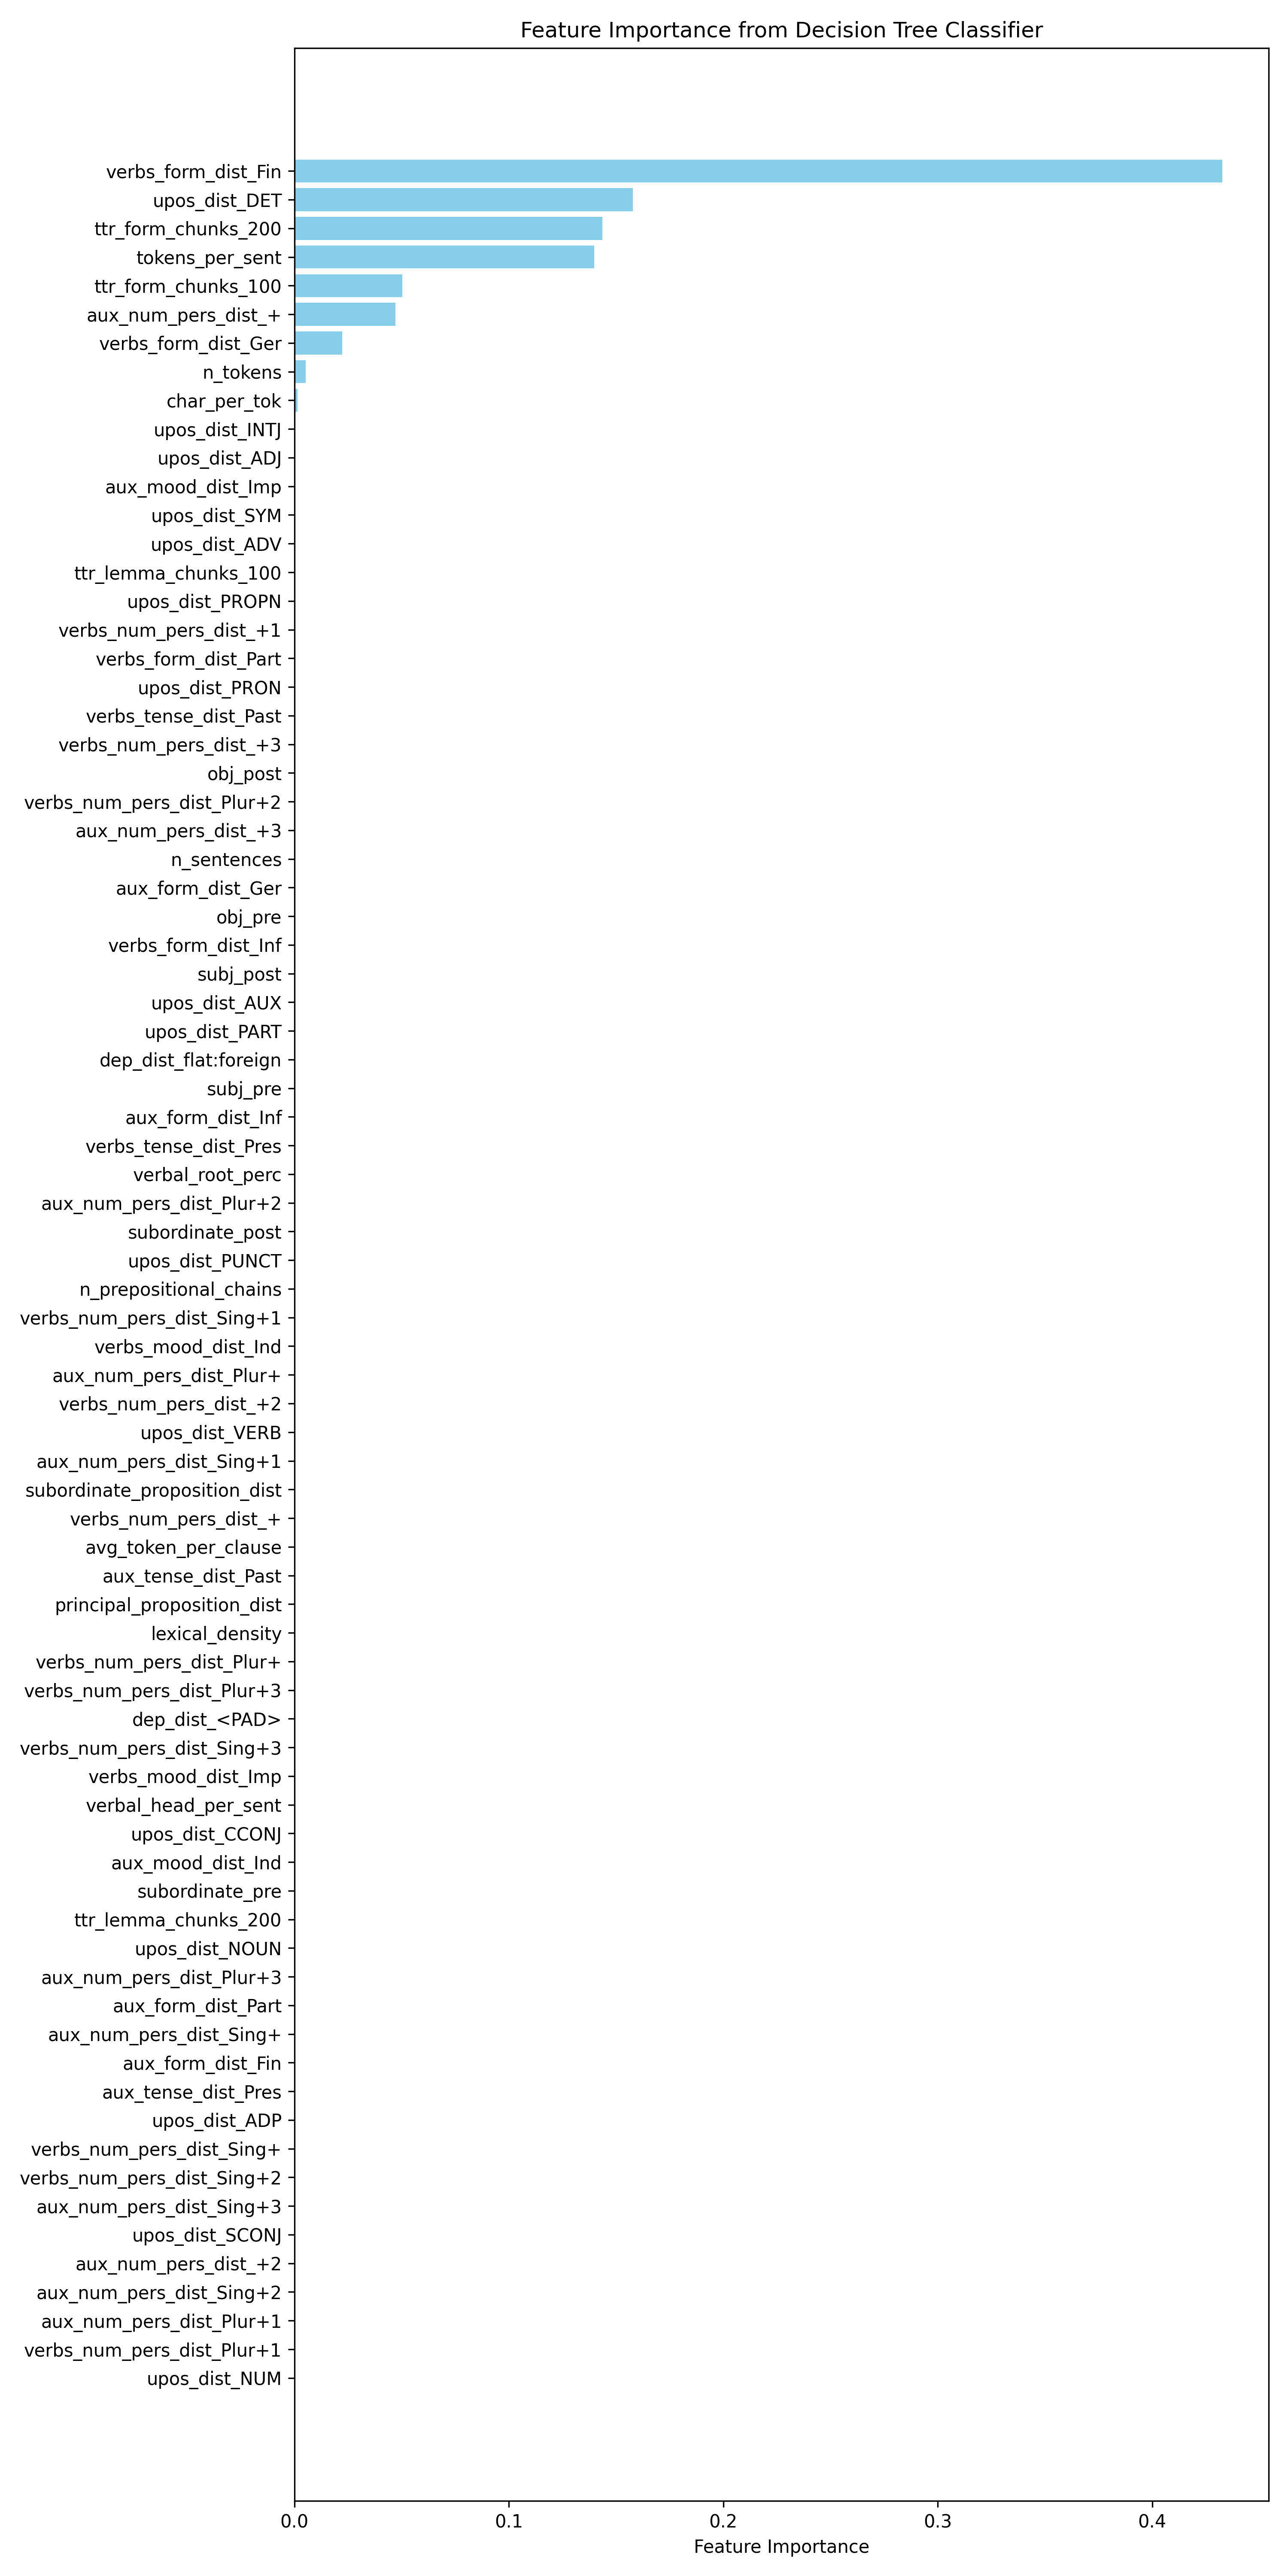 Feature Importance from Decision Tree Classifier
verbs_form_dist_Fin
upos_dist_DET
ttr_form_chunks_200
tokens_per_sent
ttr_form_chunks_100
aux_num_pers_dist_+
verbs_form_dist_Ger
n_tokens
char_per_tok
upos_dist_INTJ
upos_dist_ADJ
aux_mood_dist_Imp
upos_dist_SYM
upos_dist_ADV
ttr_lemma_chunks_100
upos_dist_PROPN
verbs_num_pers_dist_+1
verbs_form_dist_Part
upos_dist_PRON
verbs_tense_dist_Past
verbs_num_pers_dist_+3
obj_post
verbs_num_pers_dist_Plur+2
aux_num_pers_dist_+3
n_sentences
aux_form_dist_Ger
obj_pre
verbs_form_dist_Inf
subj_post
upos_dist_AUX
upos_dist_PART
dep_dist_flat:foreign
subj_pre
aux_form_dist_Inf
verbs_tense_dist_Pres
verbal_root_perc
aux_num_pers_dist_Plur+2
subordinate_post
upos_dist_PUNCT
n_prepositional_chains
verbs_num_pers_dist_Sing+1
verbs_mood_dist_Ind
aux_num_pers_dist_Plur+
verbs_num_pers_dist_+2
upos_dist_VERB
aux_num_pers_dist_Sing+1
subordinate_proposition_dist
verbs_num_pers_dist_+
avg_token_per_clause
aux_tense_dist_Past
principal_proposition_dist
lexical_density
verbs_num_pers_dist_Plur+
verbs_num_pers_dist_Plur+3
dep_dist_<PAD>
verbs_num_pers_dist_Sing+3
verbs_mood_dist_Imp
verbal_head_per_sent
upos_dist_CCONJ
aux_mood_dist_Ind
subordinate_pre
ttr_lemma_chunks_200
upos_dist_NOUN
aux_num_pers_dist_Plur+3
aux_form_dist_Part
aux_num_pers_dist_Sing+
aux_form_dist_Fin
aux_tense_dist_Pres
upos_dist_ADP
verbs_num_pers_dist_Sing+
verbs_num_pers_dist_Sing+2
aux_num_pers_dist_Sing+3
upos_dist_SCONJ
aux_num_pers_dist_+2
aux_num_pers_dist_Sing+2
aux_num_pers_dist_Plur+1
verbs_num_pers_dist_Plur+1
upos_dist_NUM
0.0 0.1 0.2 0.3 0.4
Feature Importance